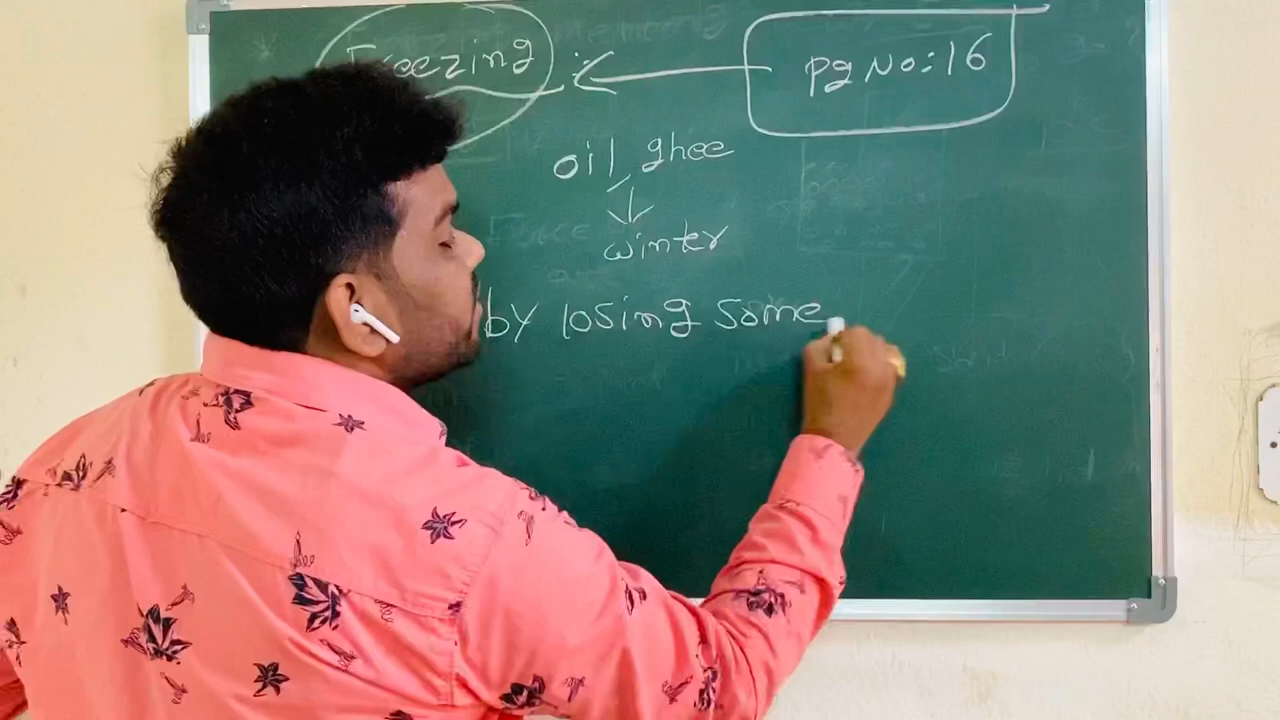 Freezing :
Pg No:16
oil, ghee
winter
by losing some